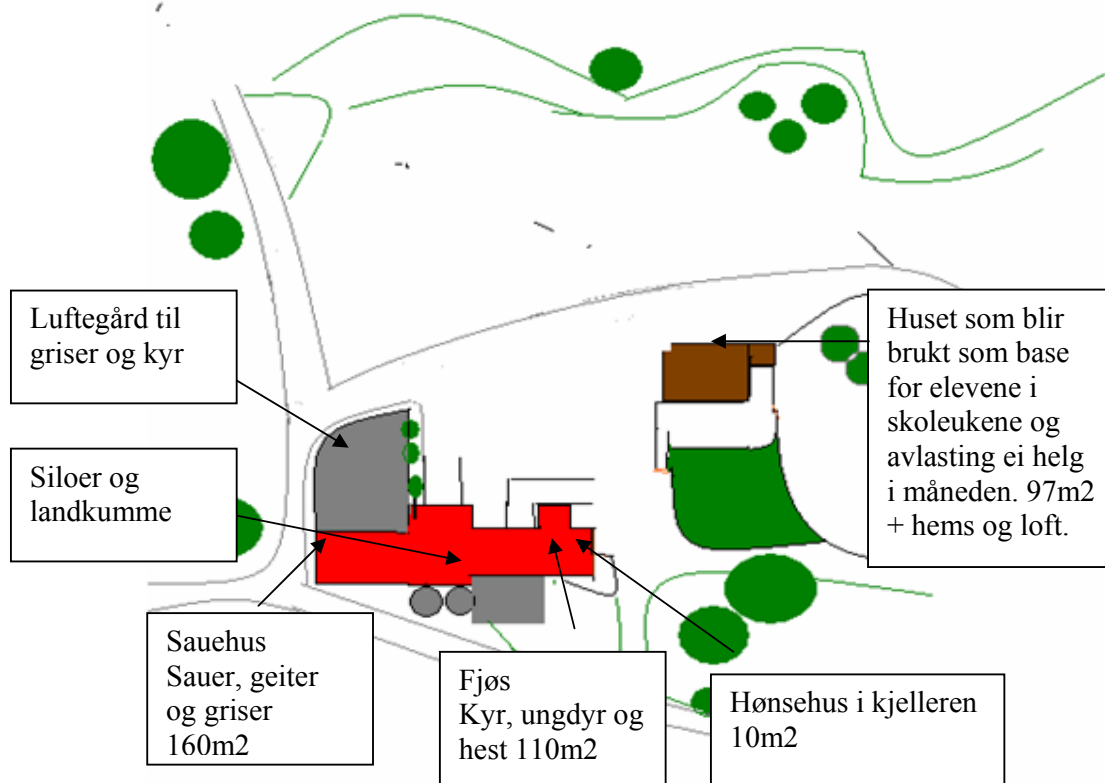 Luftegård til
griser og kyr
Siloer og
landkumme
Huset som blir
brukt som base
for elevene i
skoleukene og
avlasting ei helg
i måneden. 97m2
+ hems og loft.
Sauehus
Sauer, geiter
og griser
160m2
Fjøs
Kyr, ungdyr og
hest 110m2
Hønsehus i kjelleren
10m2